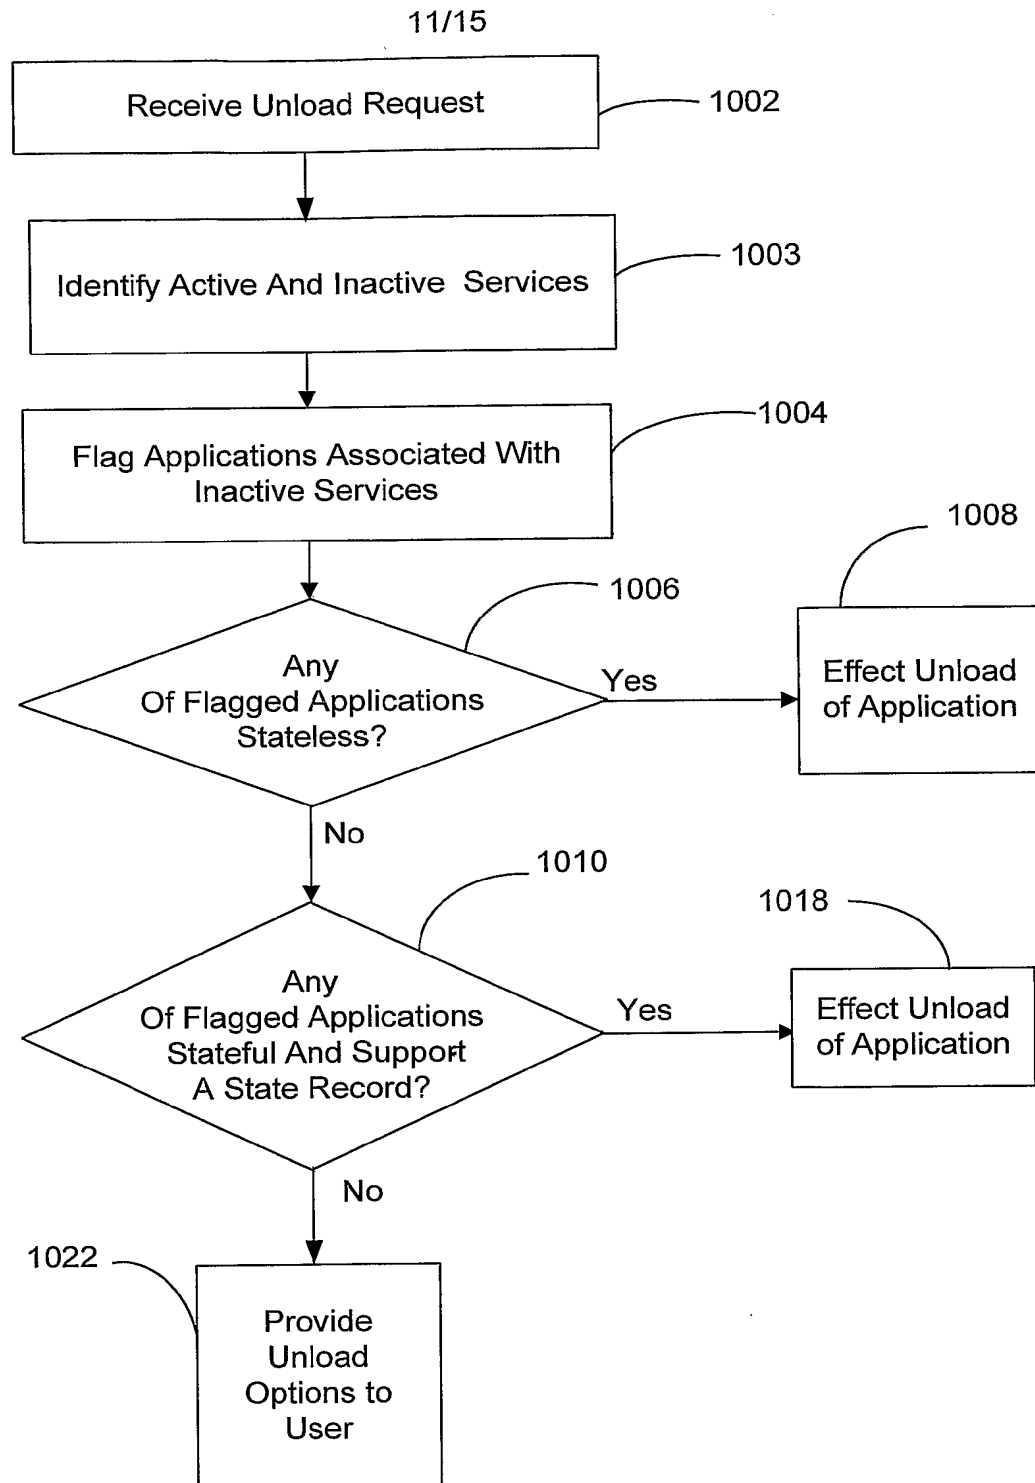 11/15
Receive Unload Request
1002
Identify Active And Inactive Services
1003
Flag Applications Associated With
Inactive Services
1004
1006
Any
Of Flagged Applications
Stateless?
Yes
1008
Effect Unload
of Application
No
1010
Any
Of Flagged Applications
Stateful And Support
A State Record?
Yes
1018
Effect Unload
of Application
No
1022
Provide
Unload
Options to
User